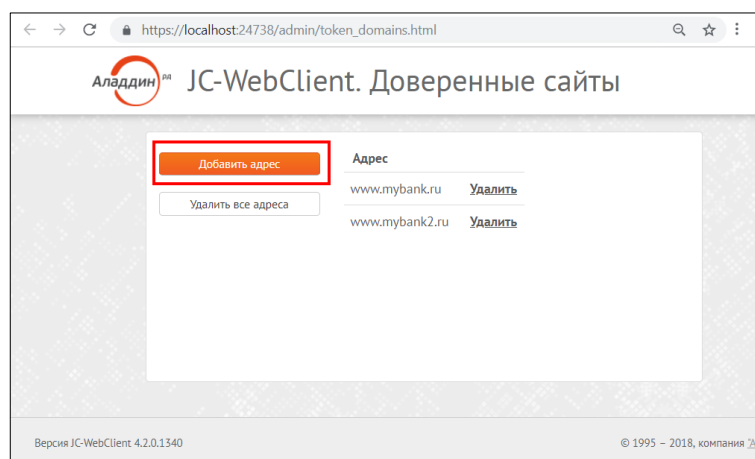 https://localhost:24738/admin/token_domains.html
Аладдин РД
JC-WebClient. Доверенные сайты
Добавить адрес
Удалить все адреса
Адрес
www.mybank.ru Удалить
www.mybank2.ru Удалить
Версия JC-WebClient 4.2.0.1340
© 1995 – 2018, компания "А